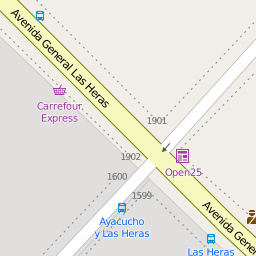 Avenida General Las Heras
Carrefour
Express
1901
1902
Open25
1600
1599
Ayacucho
y Las Heras
Avenida Gene
Las Heras